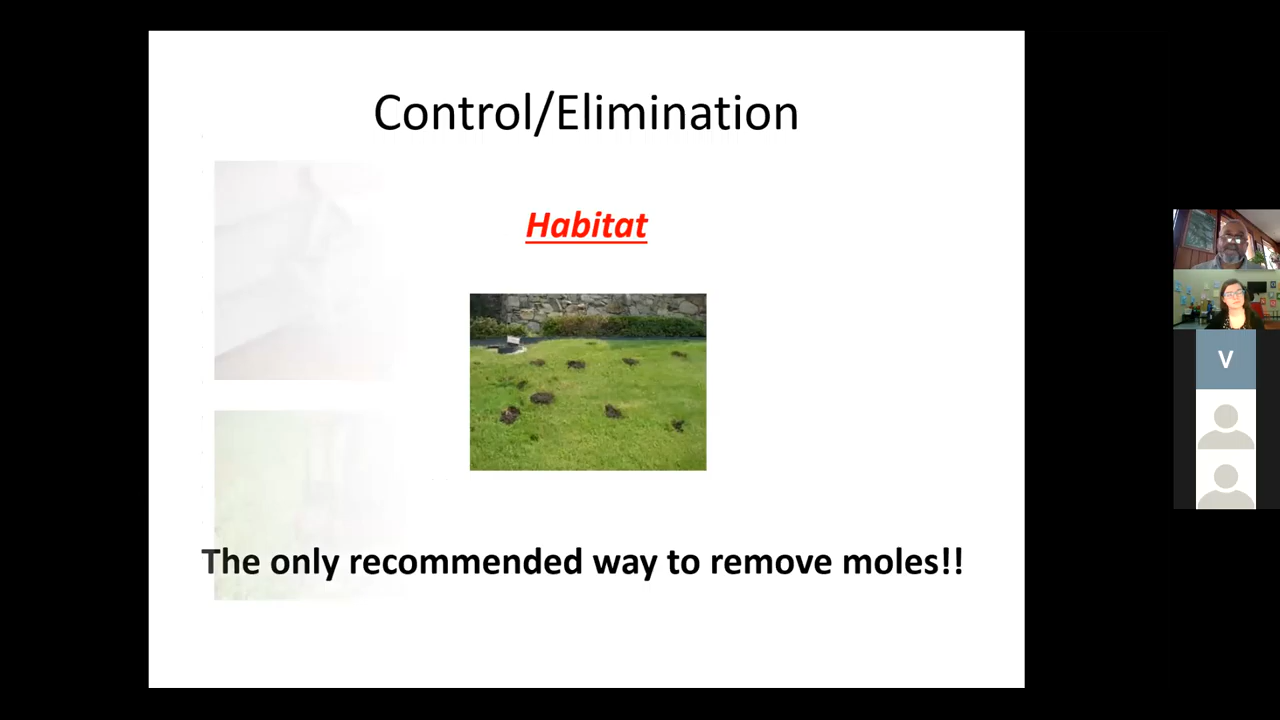 Control/Elimination
Habitat
The only recommended way to remove moles!!
V